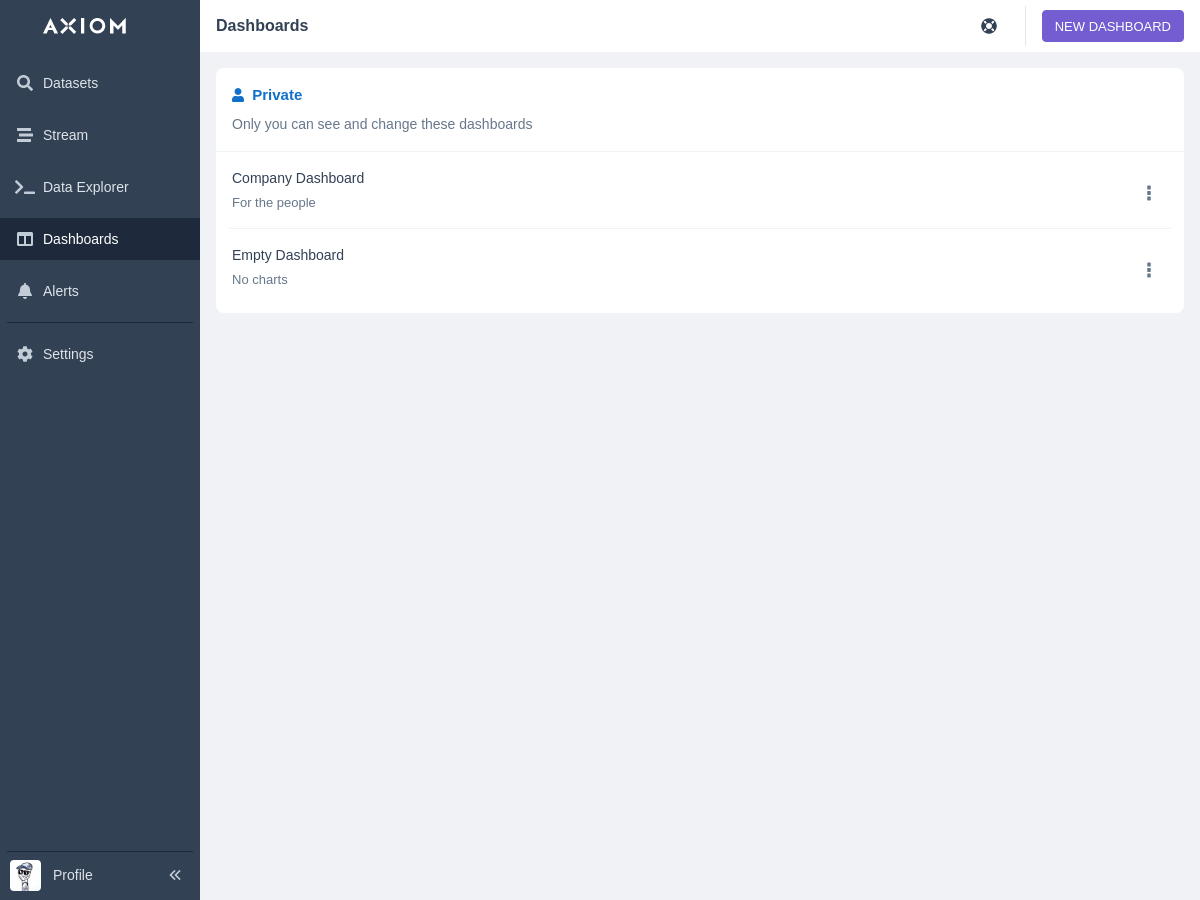 AXIOM
Datasets
Stream
Data Explorer
Dashboards
Alerts
Settings
Profile
Dashboards
NEW DASHBOARD
Private
Only you can see and change these dashboards
Company Dashboard
For the people
Empty Dashboard
No charts